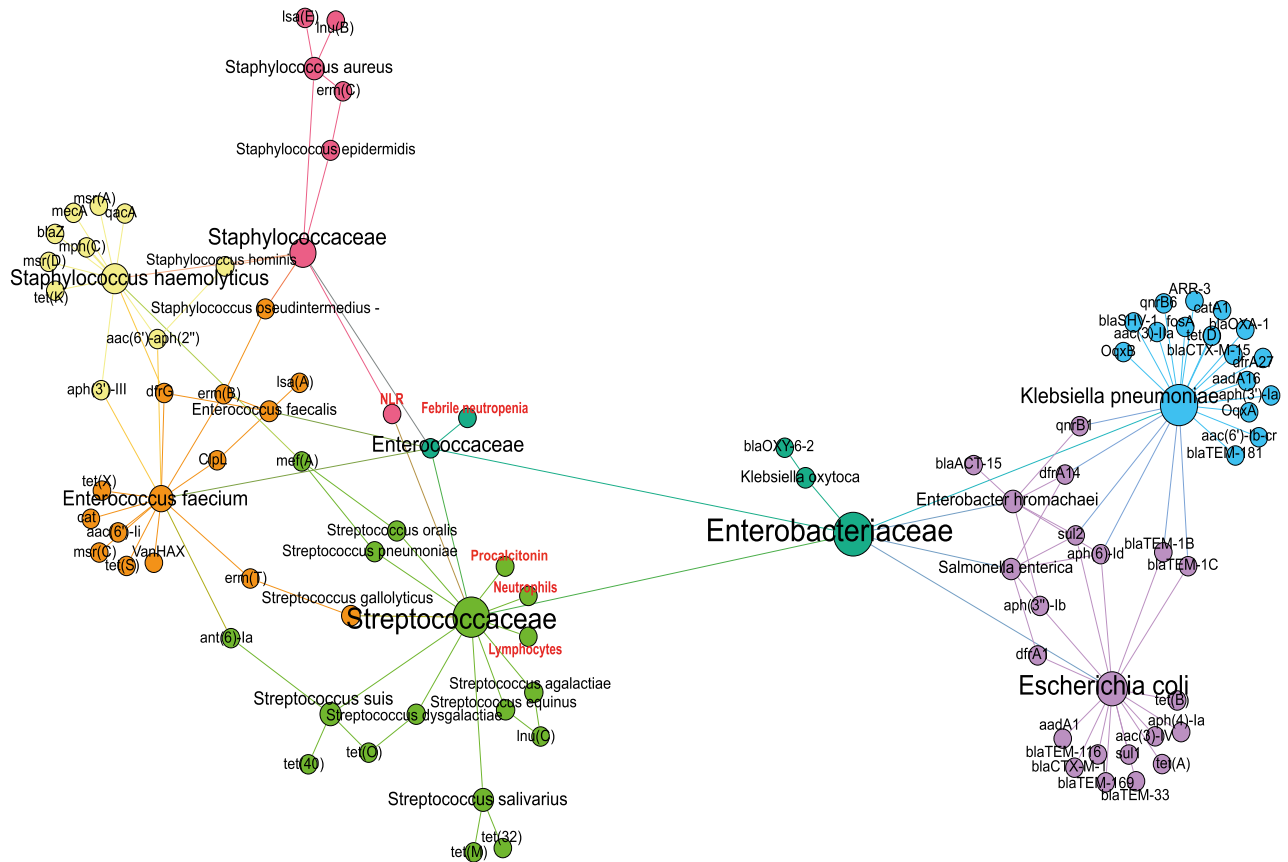 lsa(E)
lnu(B)
Staphylococcus aureus
erm(C)
Staphylococcus epidermidis
msr(A)
mecA
qacA
blaZ
mph(C)
msr(D)
Staphylococcaceae
Staphylococcus hominis
Staphylococcus haemolyticus
tet(K)
Staphylococcus pseudintermedius -
aac(6')-aph(2")
aph(3')-III
dfrG
erm(B)
lsa(A)
Enterococcus faecalis
NLR
Febrile neutropenia
Enterococcaceae
ClpL
mef(A)
tet(X)
Enterococcus faecium
cat
aac(6")-Ii
msr(C)
VanHAX
tet(S)
Streptococcus oralis
Streptococcus pneumoniae
Procalcitonin
erm(T)
Neutrophils
Streptococcus gallolyticus
Streptococcaceae
ant(6)-Ia
Lymphocytes
Streptococcus agalactiae
Streptococcus suis
Streptococcus equinus
Streptococcus dysgalactiae
lnu(C)
tet(O)
tet(40)
Streptococcus salivarius
tet(32)
tet(M)
blaOXY-6-2
Klebsiella oxytoca
Enterobacteriaceae
ARR-3
qnrB6
catA1
blaSHV-1
fosA
blaOXA-1
aac(3)-IIa
tet(D)
OqxB
blaCTX-M-15
dfrA27
aadA16
Klebsiella pneumoniae
aph(3')-Ia
OqxA
qnrB1
aac(6')-Ib-cr
blaTEM-181
blaACT-15
dfrA14
Enterobacter hromachaei
sul2
blaTEM-1B
aph(6)-Id
Salmonella enterica
blaTEM-1C
aph(3")-Ib
dfrA1
Escherichia coli
tet(B)
aadA1
aph(4)-Ia
aac(3)-IV
blaTEM-116
sul1
blaCTX-M-1
tet(A)
blaTEM-169
blaTEM-33